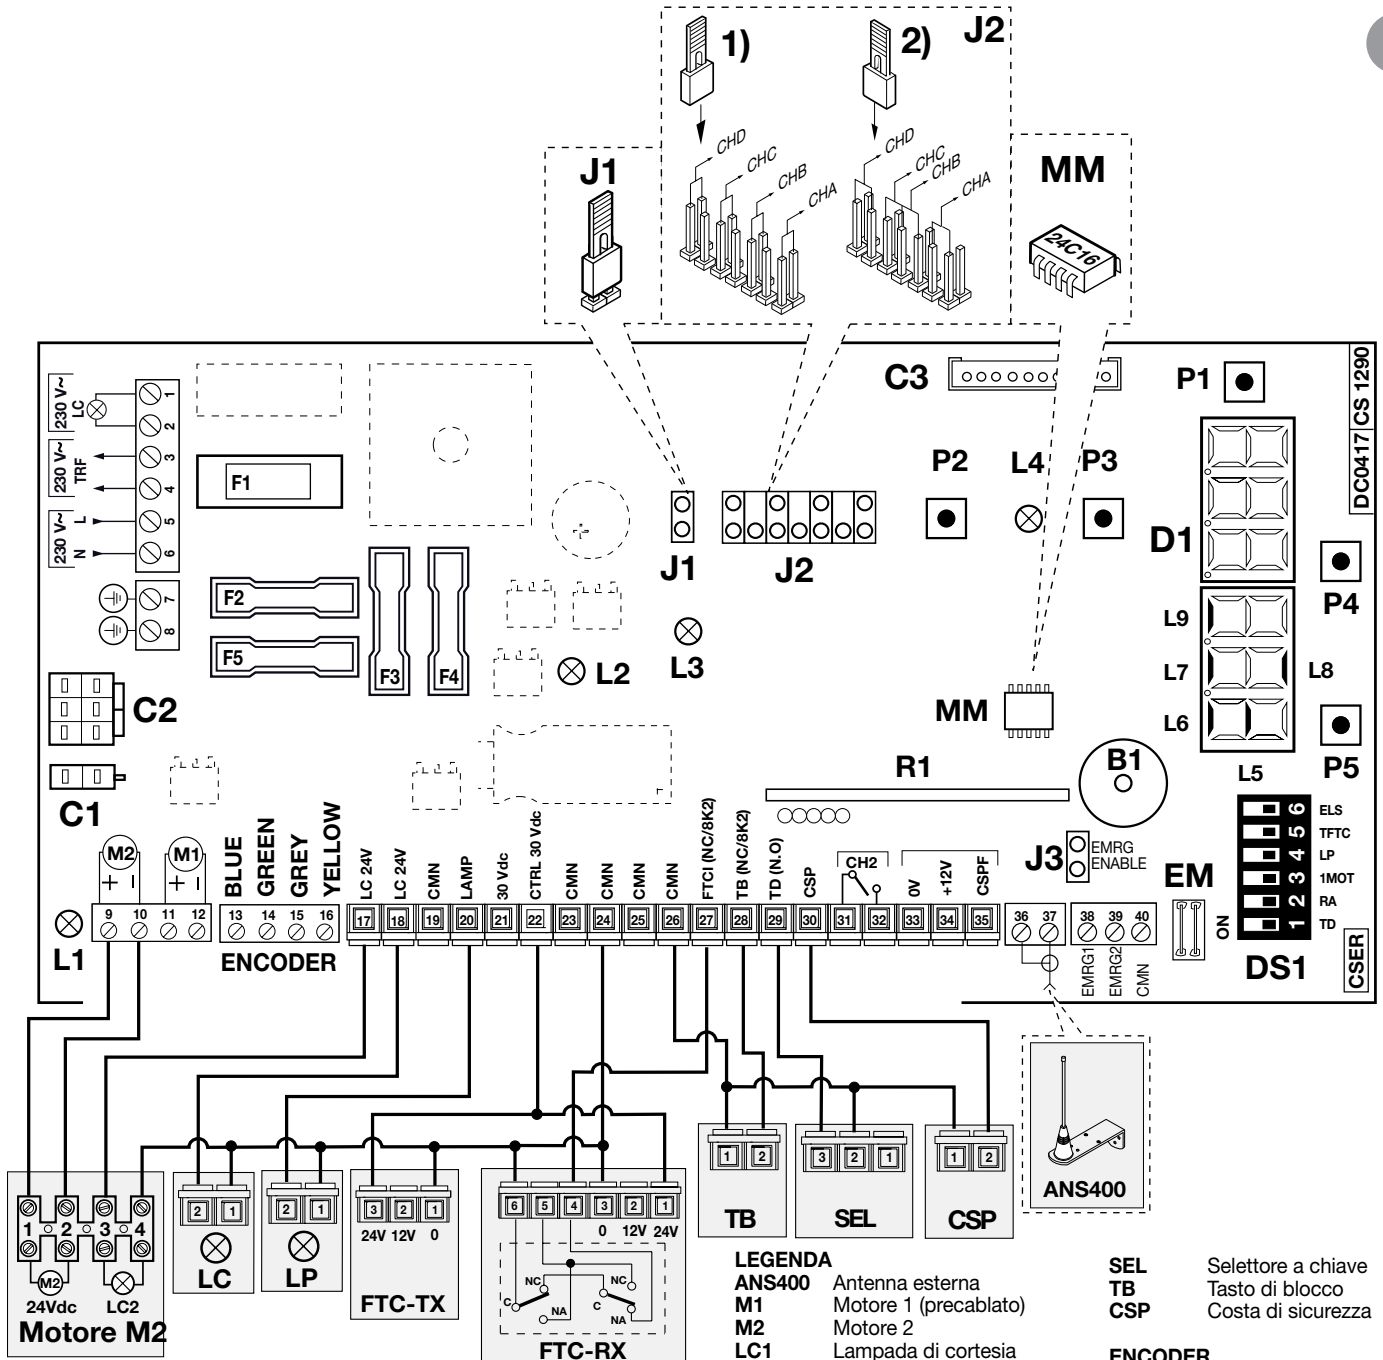 1)
2)
J2
CHD
CHC
CHB
CHA
CHD
CHC
CHB
CHA
J1
MM
24C16
230 V~
LC
230 V~
TRF
230 V~
L
N
1
2
3
4
5
6
7
8
F1
F2
F5
F3
F4
C3
P1
P2
L4
P3
DC0417
CS 1290
D1
P4
J1
J2
L3
L2
L9
L7
L8
L6
L5
P5
MM
C2
C1
R1
B1
M2
+ -
M1
+ -
BLUE
GREEN
GREY
YELLOW
LC 24V
LC 24V
CMN
LAMP
30 Vdc
CTRL 30 Vdc
CMN
CMN
CMN
CMN
FTCI (NC/8K2)
TB (NC/8K2)
TD (N.O)
CSP
CH2
0V
+12V
CSPF
J3
EMRG
ENABLE
EM
6 ELS
5 TFTC
4 LP
3 1MOT
2 RA
1 TD
ON
DS1
CSER
L1
9 10 11 12
13 14 15 16
17 18 19 20 21 22 23 24 25 26 27 28 29 30 31 32 33 34 35
36 37
38 39 40
ENCODER
EMRG1
EMRG2
CMN
ANS400
1 2 3 4
M2
24Vdc
LC2
Motore M2
2 1
LC
2 1
LP
3 2 1
24V 12V 0
FTC-TX
6 5 4 3 2 1
0 12V 24V
NC
C
NA
NC
C
NA
FTC-RX
1 2
TB
3 2 1
SEL
1 2
CSP
LEGENDA
ANS400 Antenna esterna
M1 Motore 1 (precablato)
M2 Motore 2
LC1 Lampada di cortesia
SEL Selettore a chiave
TB Tasto di blocco
CSP Costa di sicurezza
ENCODER